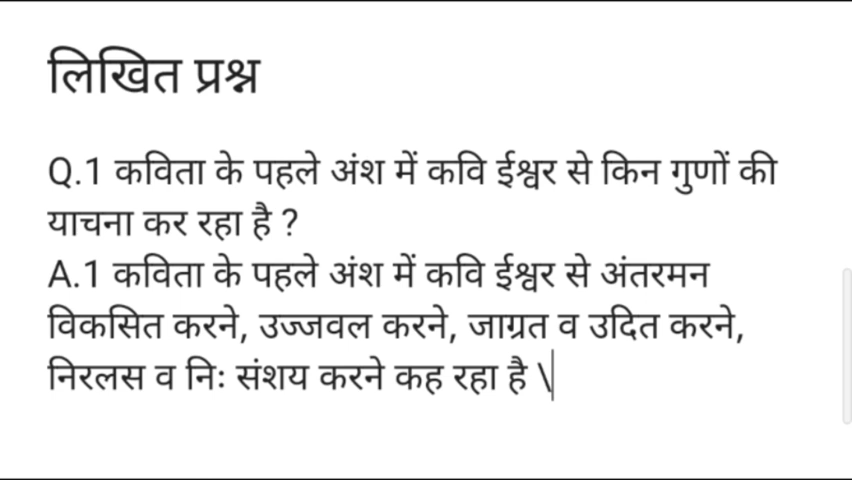 लिखित प्रश्न
Q.1 कविता के पहले अंश में कवि ईश्वर से किन गुणों की
याचना कर रहा है ?
A.1 कविता के पहले अंश में कवि ईश्वर से अंतरमन
विकसित करने, उज्जवल करने, जाग्रत व उदित करने,
निरलस व निः संशय करने कह रहा है \